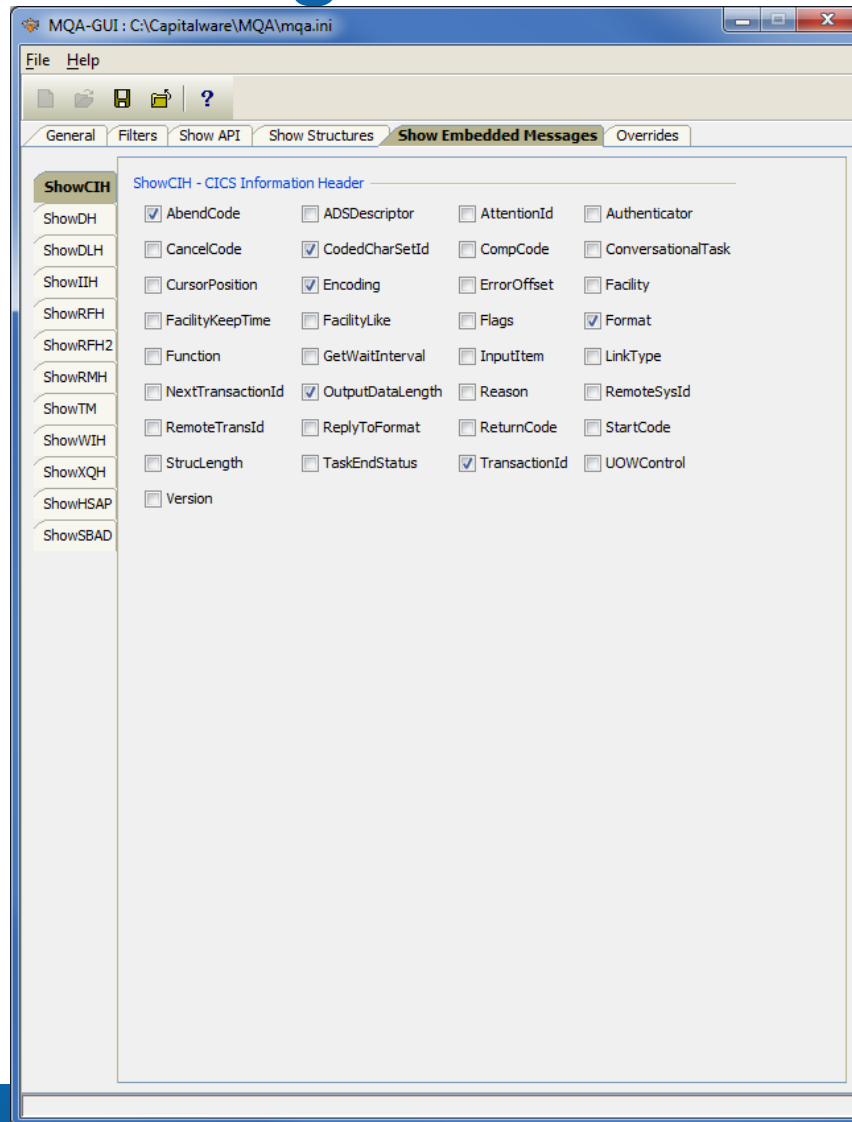 MQA-GUI : C:\Capitalware\MQA\mqa.ini
File Help
?
General Filters Show API Show Structures Show Embedded Messages Overrides
ShowCIH
ShowDH
ShowDLH
ShowIIH
ShowRFH
ShowRFH2
ShowRMH
ShowTM
ShowWIH
ShowXQH
ShowHSAP
ShowSBAD
ShowCIH - CICS Information Header
AbendCode ADSDescriptor AttentionId Authenticator
CancelCode CodedCharSetId CompCode ConversationalTask
CursorPosition Encoding ErrorOffset Facility
FacilityKeepTime FacilityLike Flags Format
Function GetWaitInterval InputItem LinkType
NextTransactionId OutputDataLength Reason RemoteSysId
RemoteTransId ReplyToFormat ReturnCode StartCode
StrucLength TaskEndStatus TransactionId UOWControl
Version